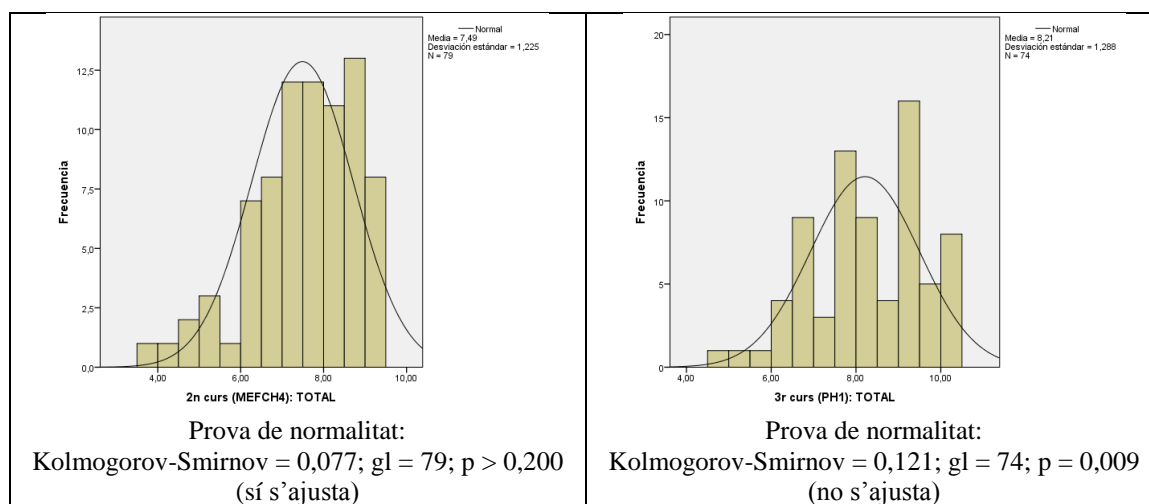 Normal
Media = 7,49
Desviación estándar = 1,225
N = 79
12,5
10,0
7,5
5,0
2,5
0,0
Frecuencia
4,00 6,00 8,00 10,00
2n curs (MEFCH4): TOTAL
Prova de normalitat:
Kolmogorov-Smirnov = 0,077; gl = 79; p > 0,200
(sí s’ajusta)
Normal
Media = 8,21
Desviación estándar = 1,288
N = 74
20
15
10
5
0
Frecuencia
4,00 6,00 8,00 10,00
3r curs (PH1): TOTAL
Prova de normalitat:
Kolmogorov-Smirnov = 0,121; gl = 74; p = 0,009
(no s’ajusta)